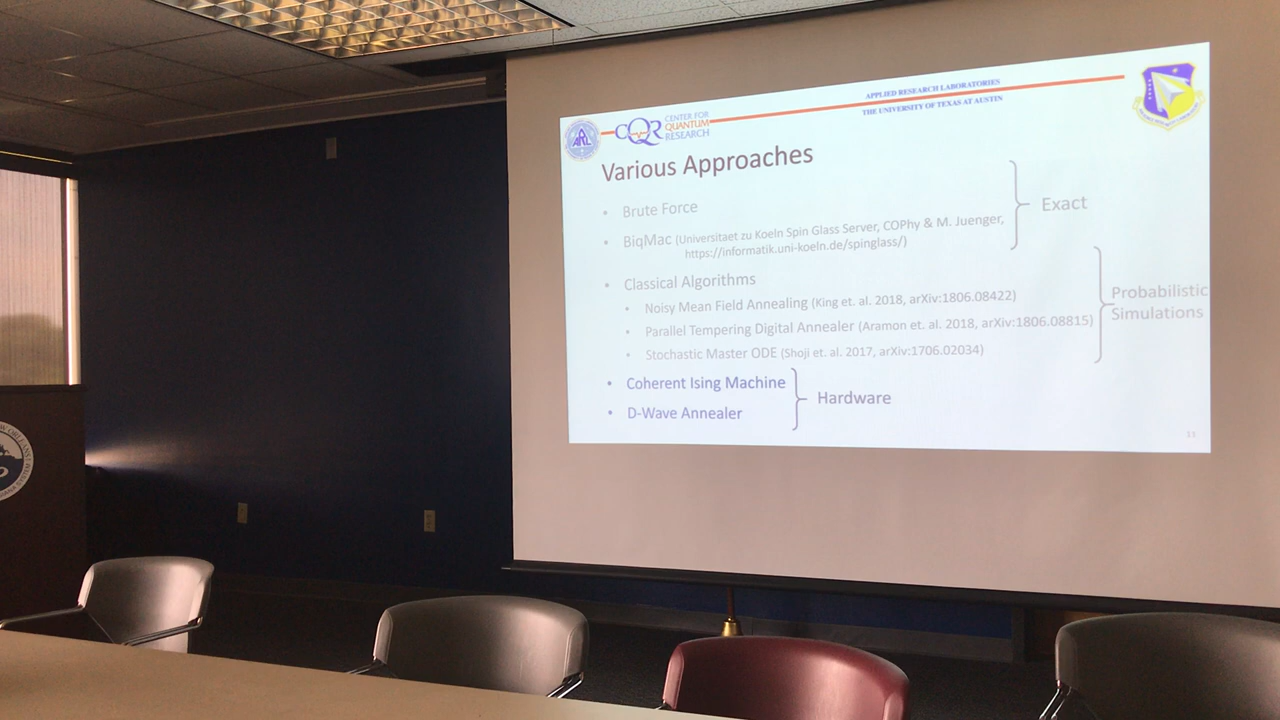 APPLIED RESEARCH LABORATORIES
THE UNIVERSITY OF TEXAS AT AUSTIN
ARL
CQR
CENTER FOR
QUANTUM
RESEARCH
Various Approaches
• Brute Force
• BiqMac (Universitaet zu Koeln Spin Glass Server, COPhy & M. Juenger,
https://informatik.uni-koeln.de/spinglass/)
Exact
• Classical Algorithms
• Noisy Mean Field Annealing (King et. al. 2018, arXiv:1806.08422)
• Parallel Tempering Digital Annealer (Aramon et. al. 2018, arXiv:1806.08815)
• Stochastic Master ODE (Shoji et. al. 2017, arXiv:1706.02034)
Probabilistic
Simulations
• Coherent Ising Machine
• D-Wave Annealer
Hardware